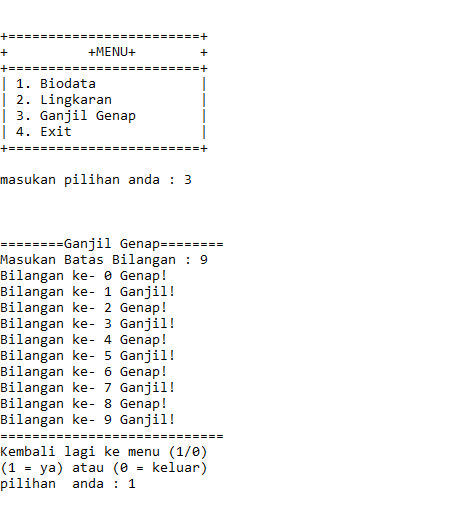 +========================+
+          +MENU+        +
+========================+
| 1. Biodata             |
| 2. Lingkaran           |
| 3. Ganjil Genap        |
| 4. Exit                |
+========================+
masukan pilihan anda : 3
========Ganjil Genap========
Masukan Batas Bilangan : 9
Bilangan ke- 0 Genap!
Bilangan ke- 1 Ganjil!
Bilangan ke- 2 Genap!
Bilangan ke- 3 Ganjil!
Bilangan ke- 4 Genap!
Bilangan ke- 5 Ganjil!
Bilangan ke- 6 Genap!
Bilangan ke- 7 Ganjil!
Bilangan ke- 8 Genap!
Bilangan ke- 9 Ganjil!
============================
Kembali lagi ke menu (1/0)
(1 = ya) atau (0 = keluar)
pilihan  anda : 1